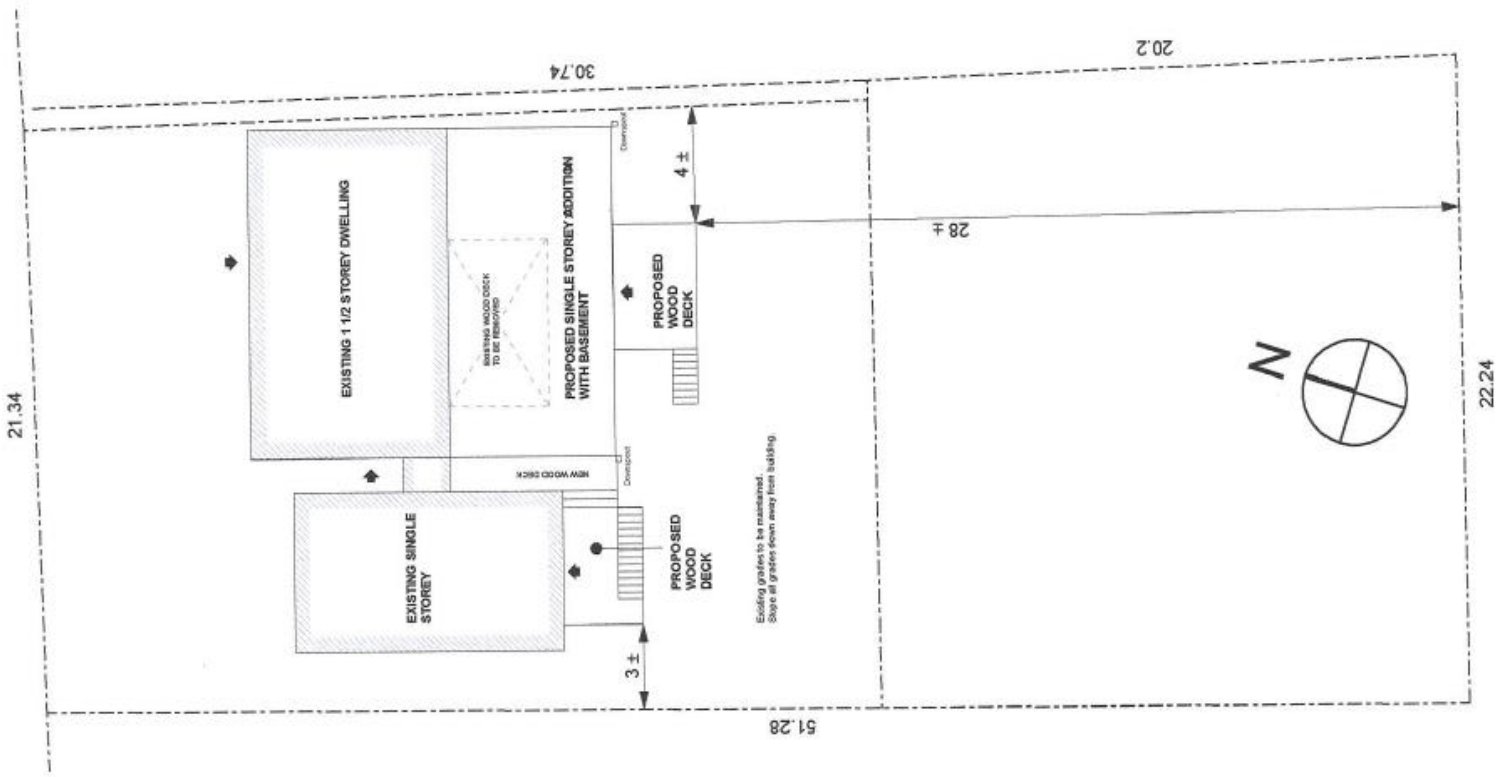 21.34
30.74
20.2
EXISTING 1 1/2 STOREY DWELLING
EXISTING WOOD DECK
TO BE REMOVED
PROPOSED SINGLE STOREY ADDITION
WITH BASEMENT
Downspout
4 ±
PROPOSED
WOOD
DECK
28 ±
NEW WOOD DECK
Downspout
EXISTING SINGLE
STOREY
PROPOSED
WOOD
DECK
3 ±
Existing grades to be maintained.
Slope all grades down away from building.
N
51.28
22.24